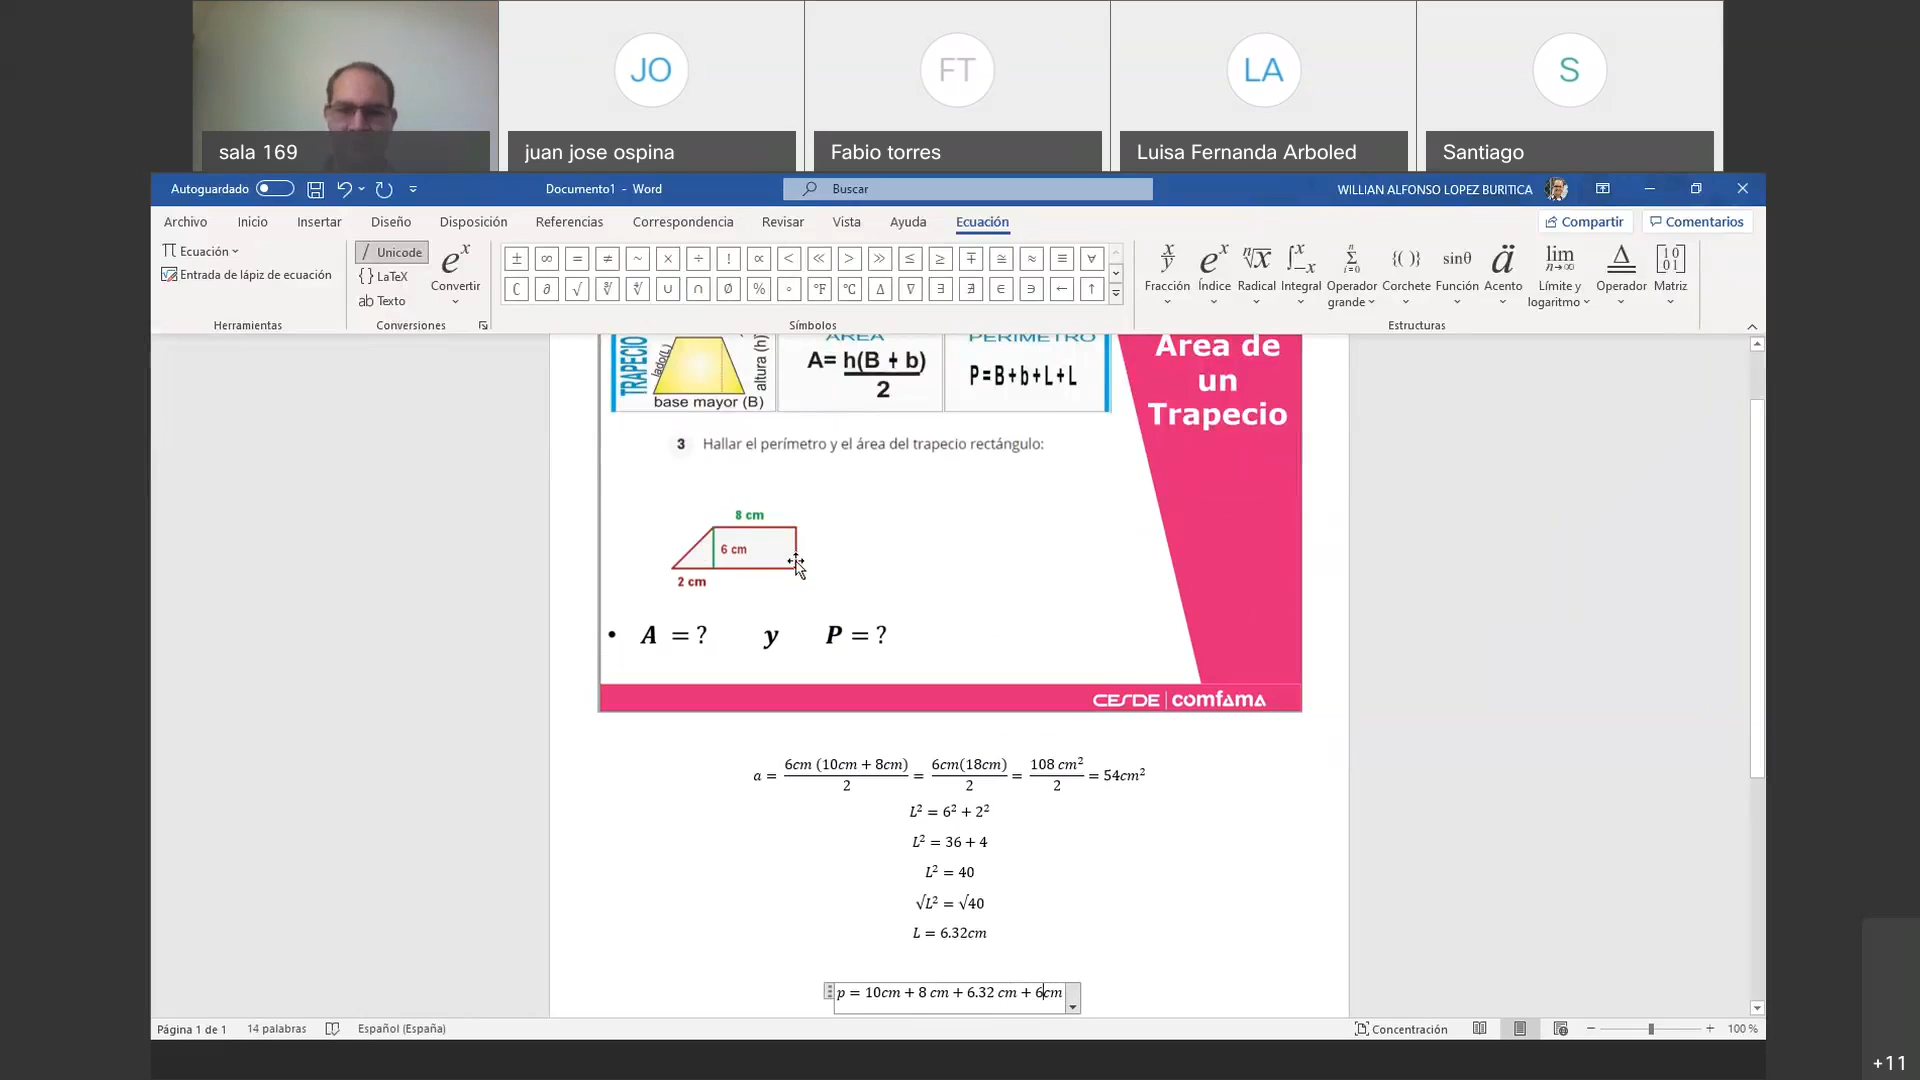 JO
FT
LA
S
sala 169
juan jose ospina
Fabio torres
Luisa Fernanda Arboled
Santiago
Autoguardado
Documento1 - Word
Buscar
WILLIAN ALFONSO LOPEZ BURITICA
Archivo Inicio Insertar Diseño Disposición Referencias Correspondencia Revisar Vista Ayuda Ecuación
Compartir
Comentarios
π Ecuación
Entrada de lápiz de ecuación
Herramientas
/ Unicode
{} LaTeX
ab Texto
Conversiones
eˣ
Convertir
± ∞ = ≠ ~ × ÷ ! ∝ < ≪ > ≫ ≤ ≥ ∓ ≅ ≈ ≡ ∀
∁ ∂ √ ∛ ∜ ∪ ∩ ∅ % ° °F °C ∆ ∇ ∃ ∄ ∈ ∋ ← ↑
Símbolos
Fracción Índice Radical Integral Operador grande Corchete Función Acento Límite y logaritmo Operador Matriz
Estructuras
TRAPECIO
lado(L)
altura (h)
base mayor (B)
AREA
A= h(B + b)
2
PERIMETRO
P=B+b+L+L
Área de
un
Trapecio
3 Hallar el perímetro y el área del trapecio rectángulo:
8 cm
6 cm
2 cm
• A = ? y P = ?
CESDE | comfama
a = 6cm (10cm + 8cm)/2 = 6cm(18cm)/2 = 108 cm²/2 = 54cm²
L² = 6² + 2²
L² = 36 + 4
L² = 40
√L² = √40
L = 6.32cm
p = 10cm + 8 cm + 6.32 cm + 6cm
Página 1 de 1
14 palabras
Español (España)
Concentración
100 %
+11